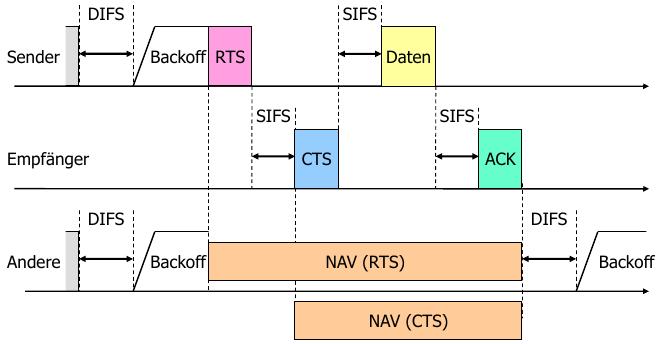 DIFS
SIFS
Sender
Backoff
RTS
Daten
SIFS
SIFS
Empfänger
CTS
ACK
DIFS
DIFS
Andere
Backoff
NAV (RTS)
Backoff
NAV (CTS)